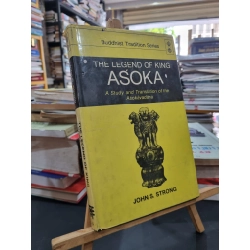 Buddhist Tradition Series
THE LEGEND OF KING
ASOKA
A Study and Translation of the
Aśokāvadāna
JOHN S. STRONG